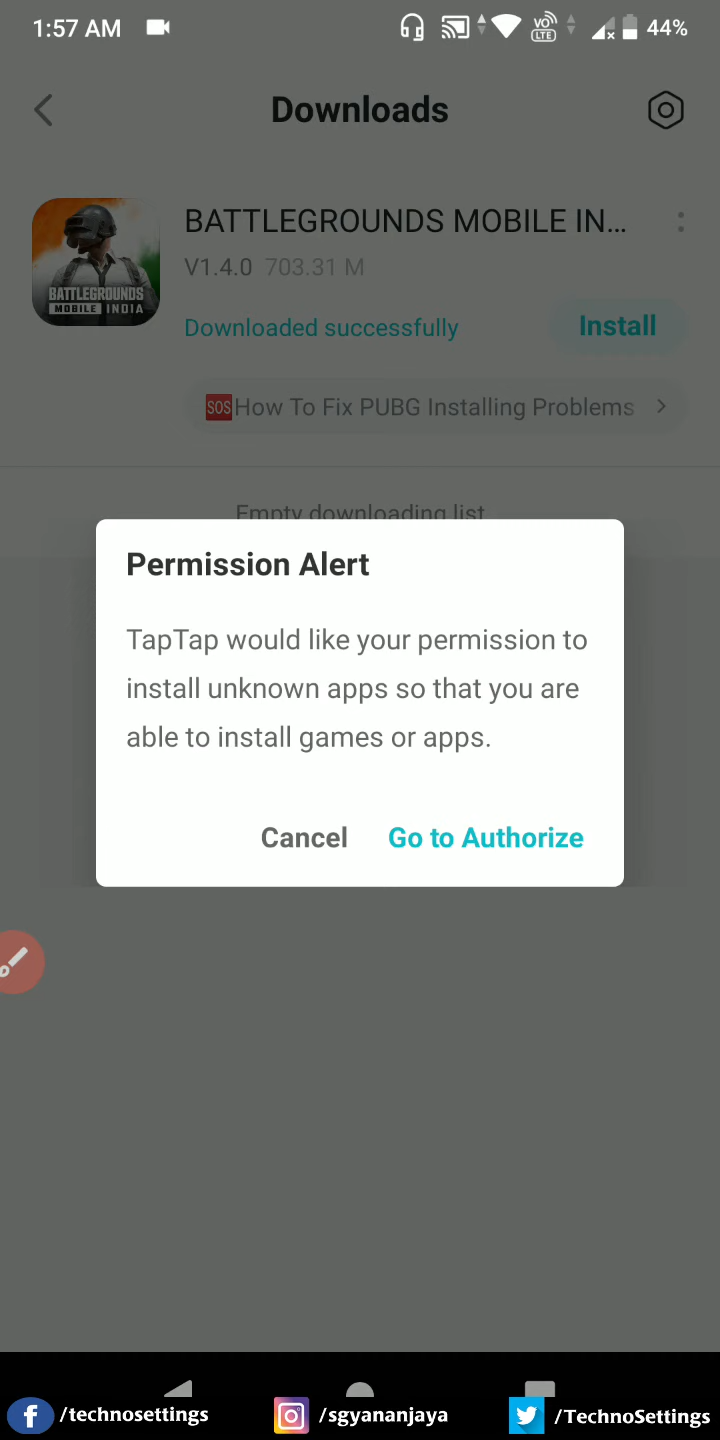 1:57 AM
VO
LTE
44%
Downloads
BATTLEGROUNDS MOBILE IN...
V1.4.0 703.31 M
BATTLEGROUNDS
MOBILE INDIA
Downloaded successfully
Install
SOS How To Fix PUBG Installing Problems
Empty downloading list
Permission Alert
TapTap would like your permission to
install unknown apps so that you are
able to install games or apps.
Cancel Go to Authorize
/technosettings /sgyananjaya /TechnoSettings